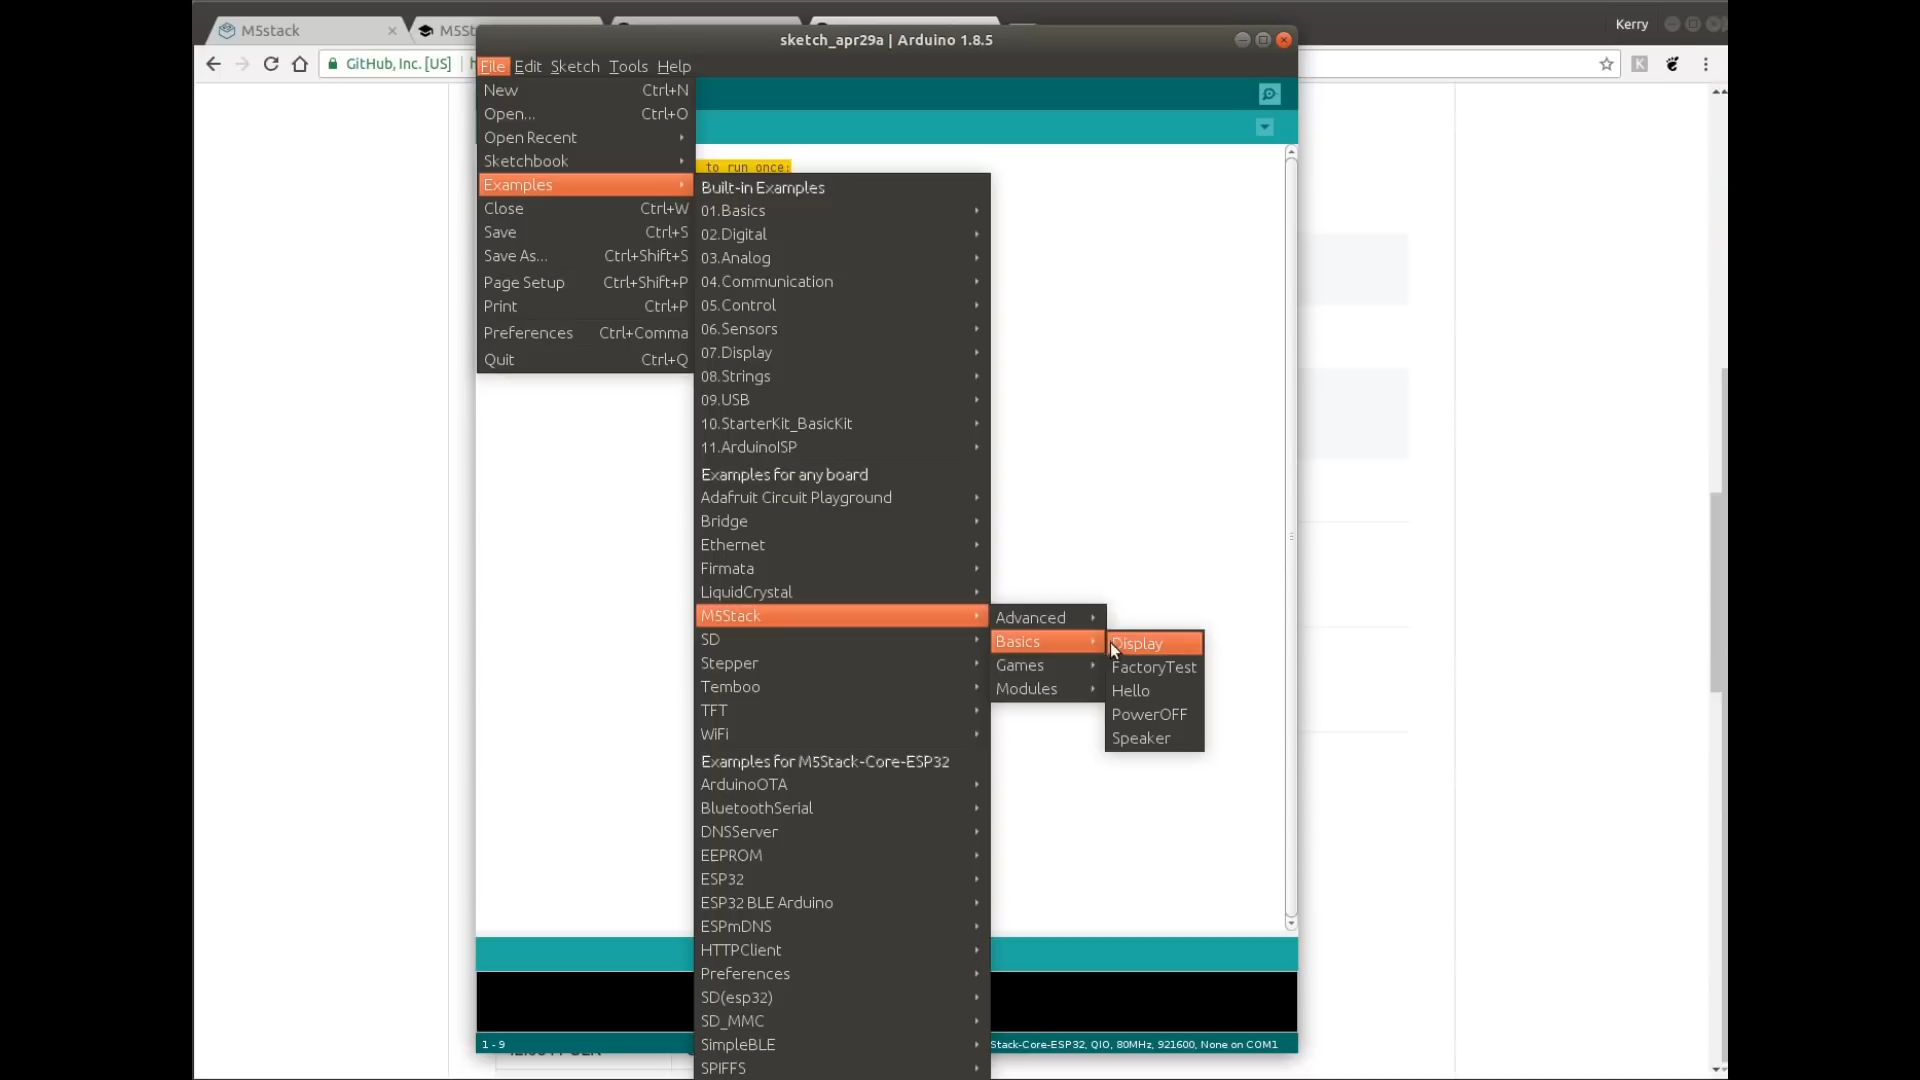 M5stack
M5S
Kerry
sketch_apr29a | Arduino 1.8.5
GitHub, Inc. [US]
File Edit Sketch Tools Help
New Ctrl+N
Open... Ctrl+O
Open Recent
Sketchbook
Examples
Close Ctrl+W
Save Ctrl+S
Save As... Ctrl+Shift+S
Page Setup Ctrl+Shift+P
Print Ctrl+P
Preferences Ctrl+Comma
Quit Ctrl+Q
to run once:
Built-in Examples
01.Basics
02.Digital
03.Analog
04.Communication
05.Control
06.Sensors
07.Display
08.Strings
09.USB
10.StarterKit_BasicKit
11.ArduinoISP
Examples for any board
Adafruit Circuit Playground
Bridge
Ethernet
Firmata
LiquidCrystal
M5Stack
SD
Stepper
Temboo
TFT
WiFi
Examples for M5Stack-Core-ESP32
ArduinoOTA
BluetoothSerial
DNSServer
EEPROM
ESP32
ESP32 BLE Arduino
ESPmDNS
HTTPClient
Preferences
SD(esp32)
SD_MMC
SimpleBLE
SPIFFS
Advanced
Basics
Games
Modules
Display
FactoryTest
Hello
PowerOFF
Speaker
1 - 9
Stack-Core-ESP32, QIO, 80MHz, 921600, None on COM1